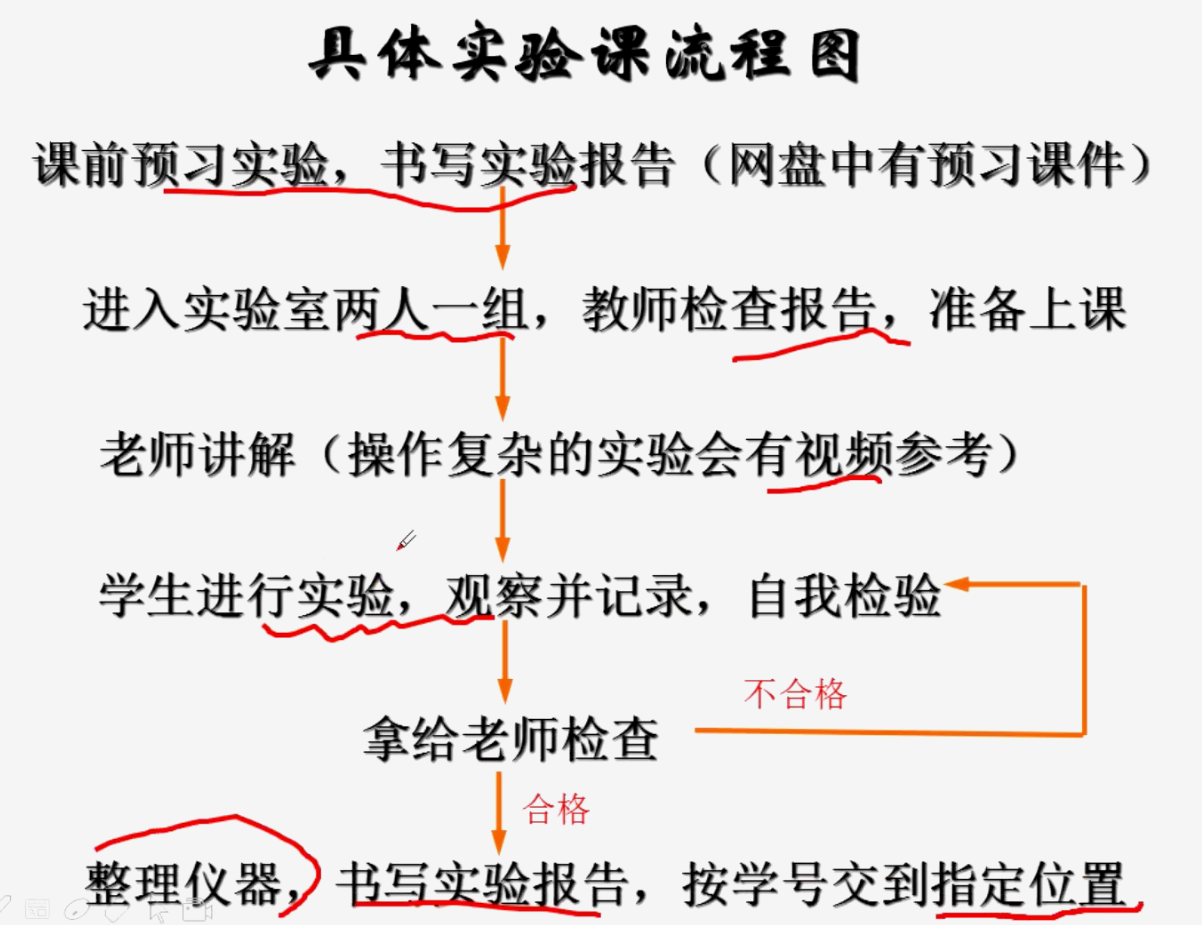 具体实验课流程图
课前预习实验，书写实验报告（网盘中有预习课件）
进入实验室两人一组，教师检查报告，准备上课
老师讲解（操作复杂的实验会有视频参考）
学生进行实验，观察并记录，自我检验
不合格
拿给老师检查
合格
整理仪器，书写实验报告，按学号交到指定位置